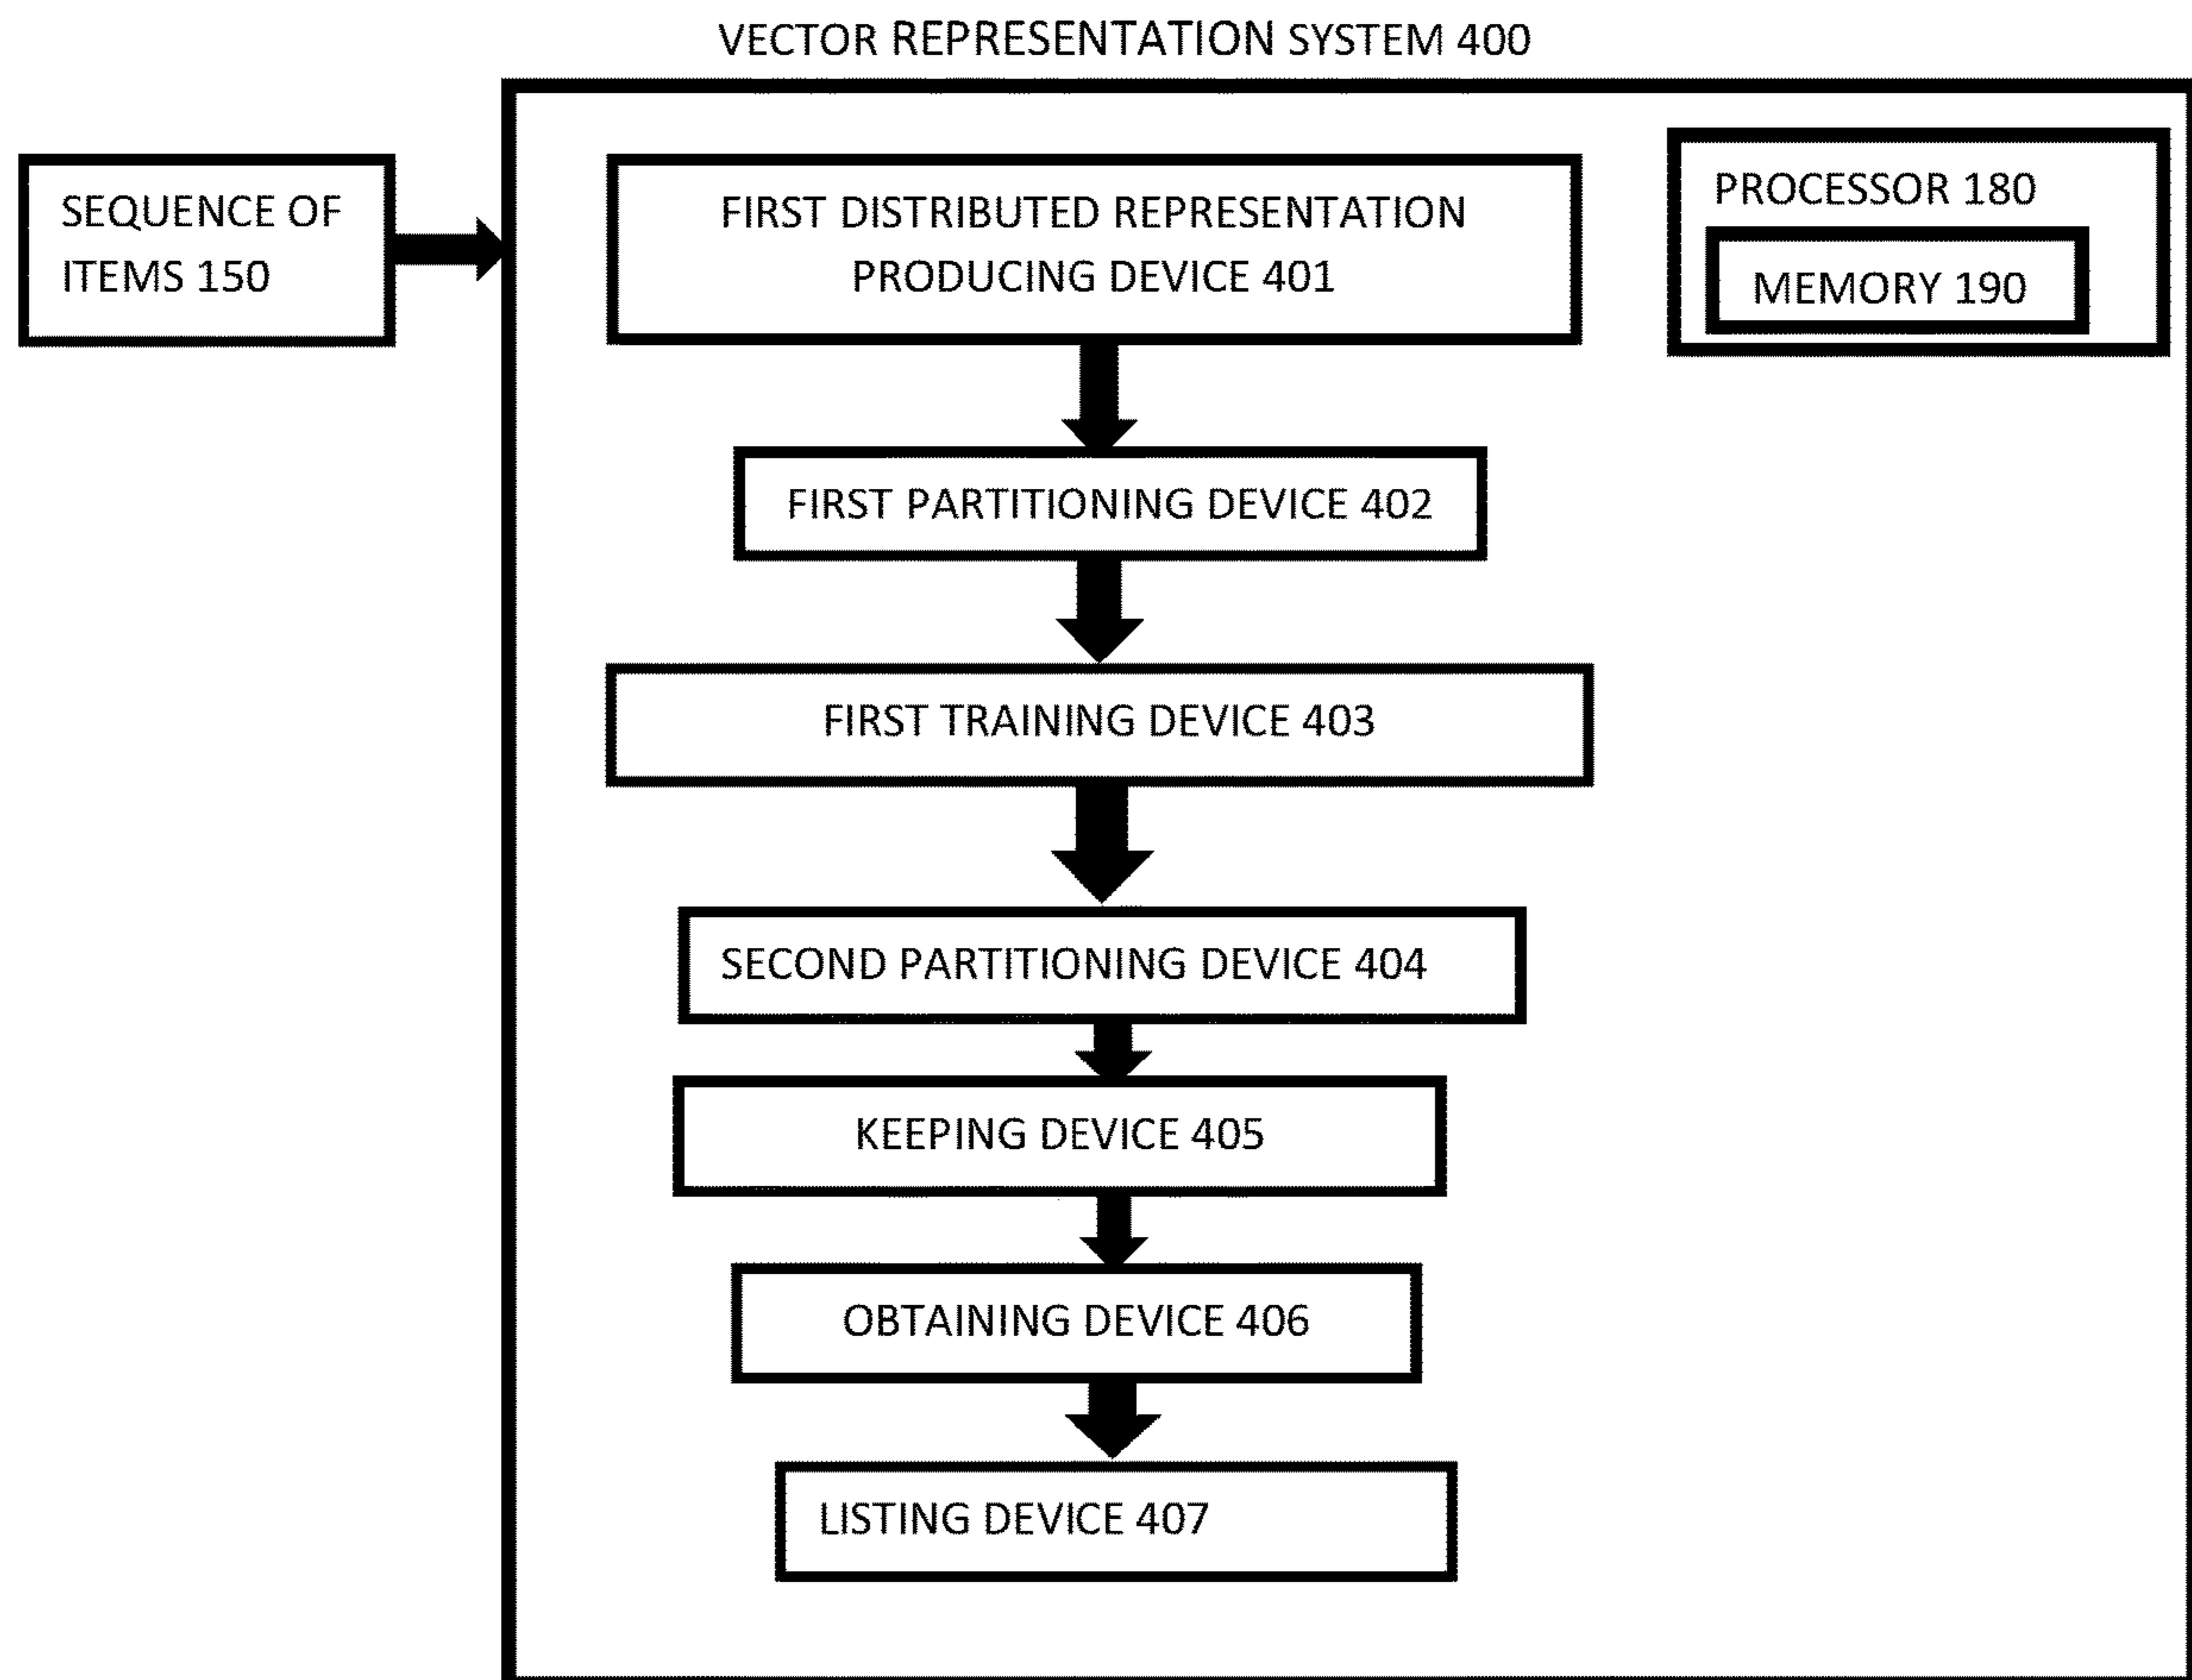 VECTOR REPRESENTATION SYSTEM 400
SEQUENCE OF
ITEMS 150
FIRST DISTRIBUTED REPRESENTATION
PRODUCING DEVICE 401
PROCESSOR 180
MEMORY 190
FIRST PARTITIONING DEVICE 402
FIRST TRAINING DEVICE 403
SECOND PARTITIONING DEVICE 404
KEEPING DEVICE 405
OBTAINING DEVICE 406
LISTING DEVICE 407